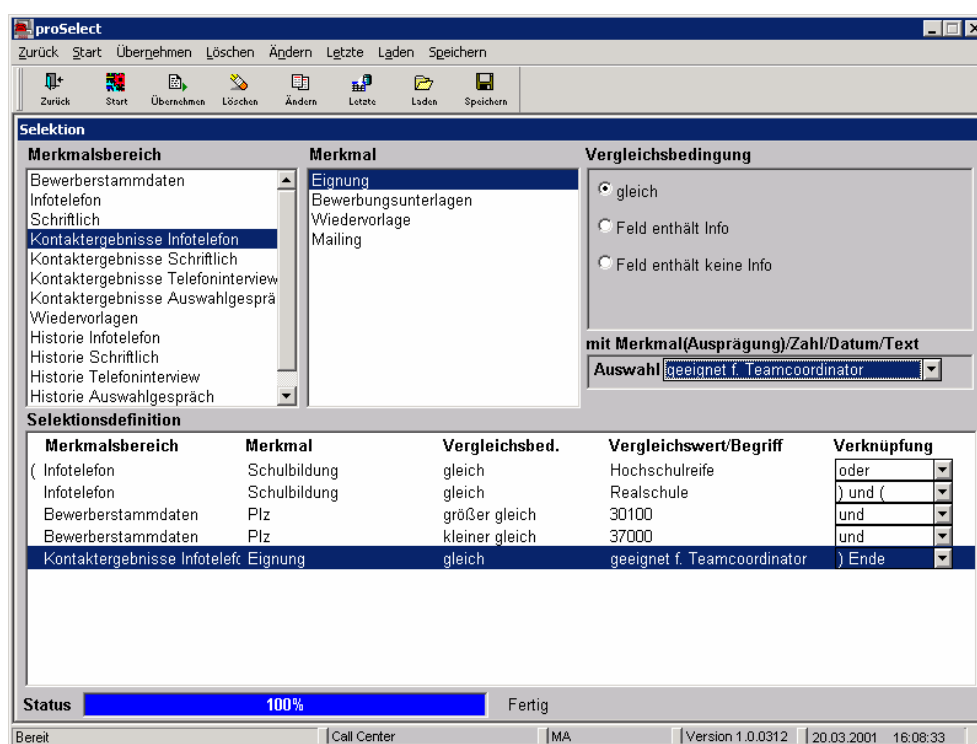 proSelect
Zurück Start Übernehmen Löschen Ändern Letzte Laden Speichern
Zurück Start Übernehmen Löschen Ändern Letzte Laden Speichern
Selektion
Merkmalsbereich Merkmal Vergleichsbedingung
Bewerberstammdaten
Infotelefon
Schriftlich
Kontaktergebnisse Infotelefon
Kontaktergebnisse Schriftlich
Kontaktergebnisse Telefoninterview
Kontaktergebnisse Auswahlgesprä
Wiedervorlagen
Historie Infotelefon
Historie Schriftlich
Historie Telefoninterview
Historie Auswahlgespräch
Eignung
Bewerbungsunterlagen
Wiedervorlage
Mailing
gleich
Feld enthält Info
Feld enthält keine Info
mit Merkmal(Ausprägung)/Zahl/Datum/Text
Auswahl geeignet f. Teamcoordinator
Selektionsdefinition
Merkmalsbereich Merkmal Vergleichsbed. Vergleichswert/Begriff Verknüpfung
( Infotelefon Schulbildung gleich Hochschulreife oder
Infotelefon Schulbildung gleich Realschule ) und (
Bewerberstammdaten Plz größer gleich 30100 und
Bewerberstammdaten Plz kleiner gleich 37000 und
Kontaktergebnisse Infotelefc Eignung gleich geeignet f. Teamcoordinator ) Ende
Status 100% Fertig
Bereit Call Center MA Version 1.0.0312 20.03.2001 16:08:33